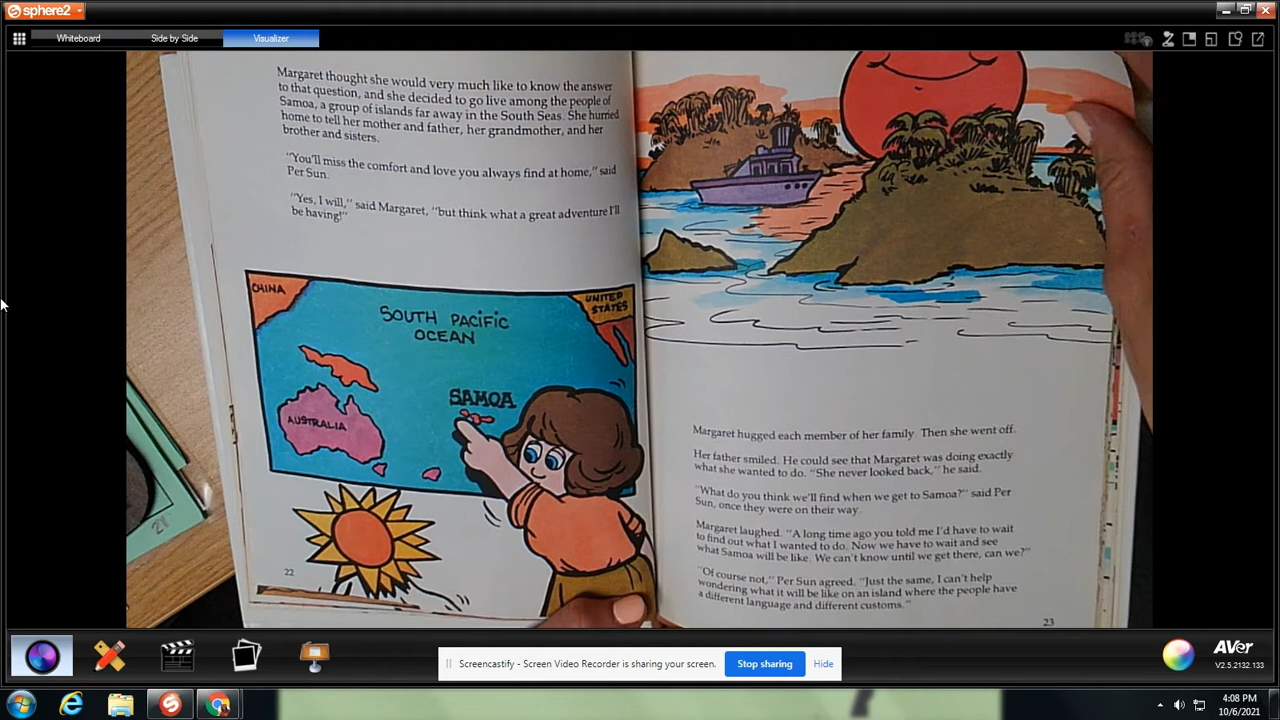 sphere2
Whiteboard
Side by Side
Visualizer
Margaret thought she would very much like to know the answer
to that question, and she decided to go live among the people of
Samoa, a group of islands far away in the South Seas. She hurried
home to tell her mother and father, her grandmother, and her
brother and sisters.
"You'll miss the comfort and love you always find at home," said
Per Sun.
"Yes, I will," said Margaret, "but think what a great adventure I'll
be having!"
CHINA
UNITED
STATES
SOUTH PACIFIC
OCEAN
SAMOA
AUSTRALIA
22
Margaret hugged each member of her family. Then she went off.
Her father smiled. He could see that Margaret was doing exactly
what she wanted to do. "She never looked back," he said.
"What do you think we'll find when we get to Samoa?" said Per
Sun, once they were on their way.
Margaret laughed. "A long time ago you told me I'd have to wait
to find out what I wanted to do. Now we have to wait and see
what Samoa will be like. We can't know until we get there, can we?"
"Of course not," Per Sun agreed. "Just the same, I can't help
wondering what it will be like on an island where the people have
a different language and different customs."
23
Screencastify - Screen Video Recorder is sharing your screen.
Stop sharing
Hide
AVer
V2.5.2132.133
4:08 PM
10/6/2021